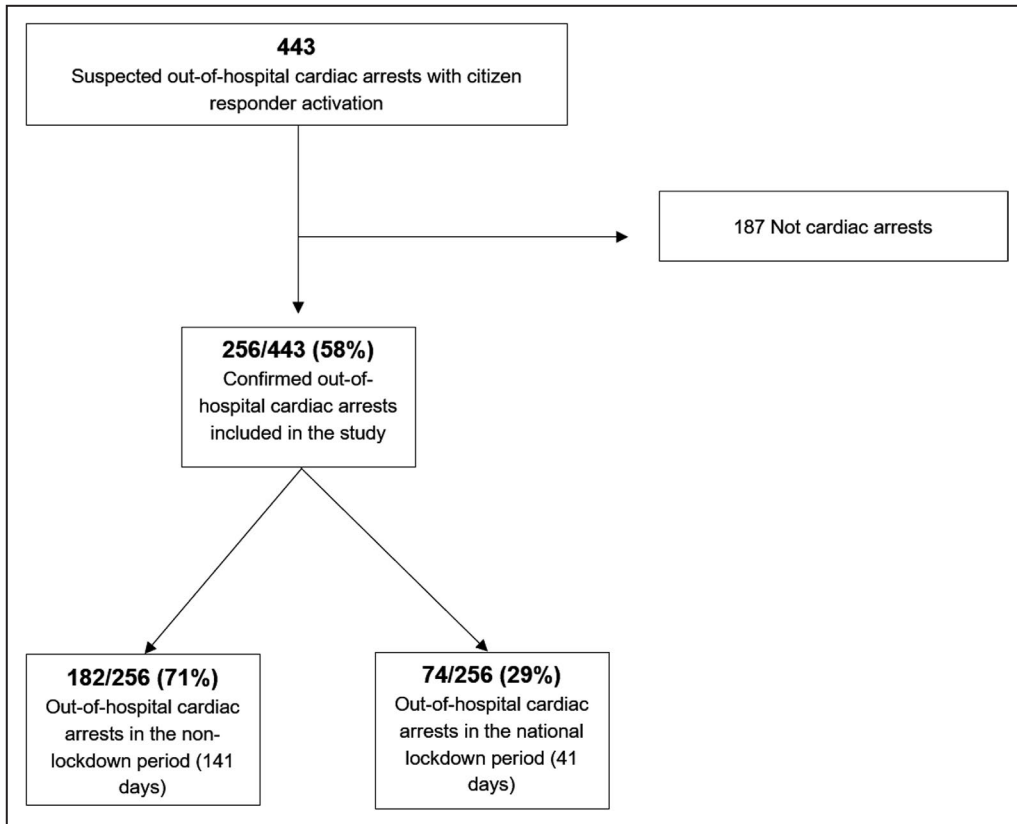 443
Suspected out-of-hospital cardiac arrests with citizen
responder activation
187 Not cardiac arrests
256/443 (58%)
Confirmed out-of-
hospital cardiac arrests
included in the study
182/256 (71%)
Out-of-hospital cardiac
arrests in the non-
lockdown period (141
days)
74/256 (29%)
Out-of-hospital cardiac
arrests in the national
lockdown period (41
days)